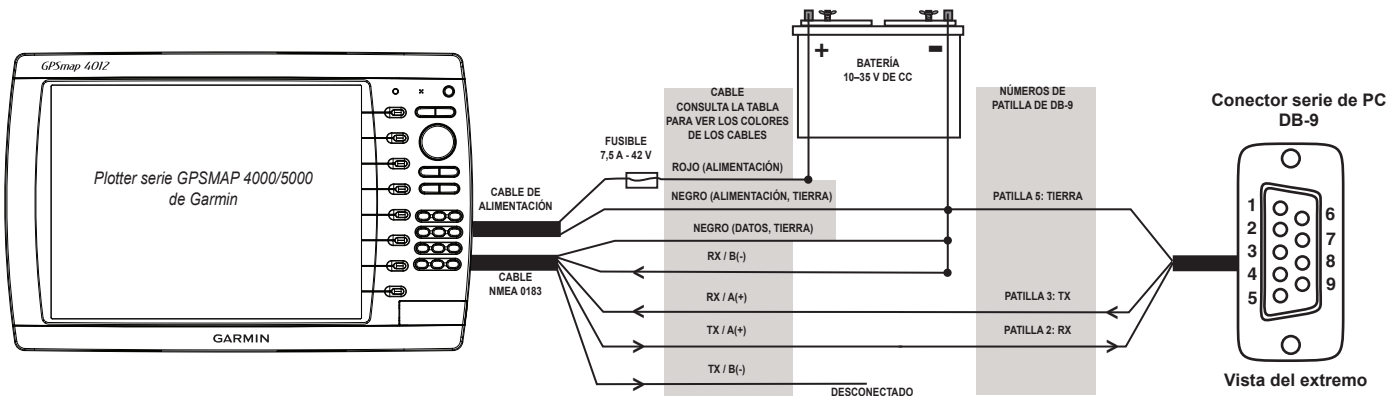 GPSmap 4012
Plotter serie GPSMAP 4000/5000
de Garmin
GARMIN
CABLE DE
ALIMENTACIÓN
CABLE
NMEA 0183
FUSIBLE
7,5 A - 42 V
CABLE
CONSULTA LA TABLA
PARA VER LOS COLORES
DE LOS CABLES
ROJO (ALIMENTACIÓN)
NEGRO (ALIMENTACIÓN, TIERRA)
NEGRO (DATOS, TIERRA)
RX / B(-)
RX / A(+)
TX / A(+)
TX / B(-)
DESCONECTADO
+
-
BATERÍA
10–35 V DE CC
NÚMEROS DE
PATILLA DE DB-9
PATILLA 5: TIERRA
PATILLA 3: TX
PATILLA 2: RX
Conector serie de PC
DB-9
1
2
3
4
5
6
7
8
9
Vista del extremo